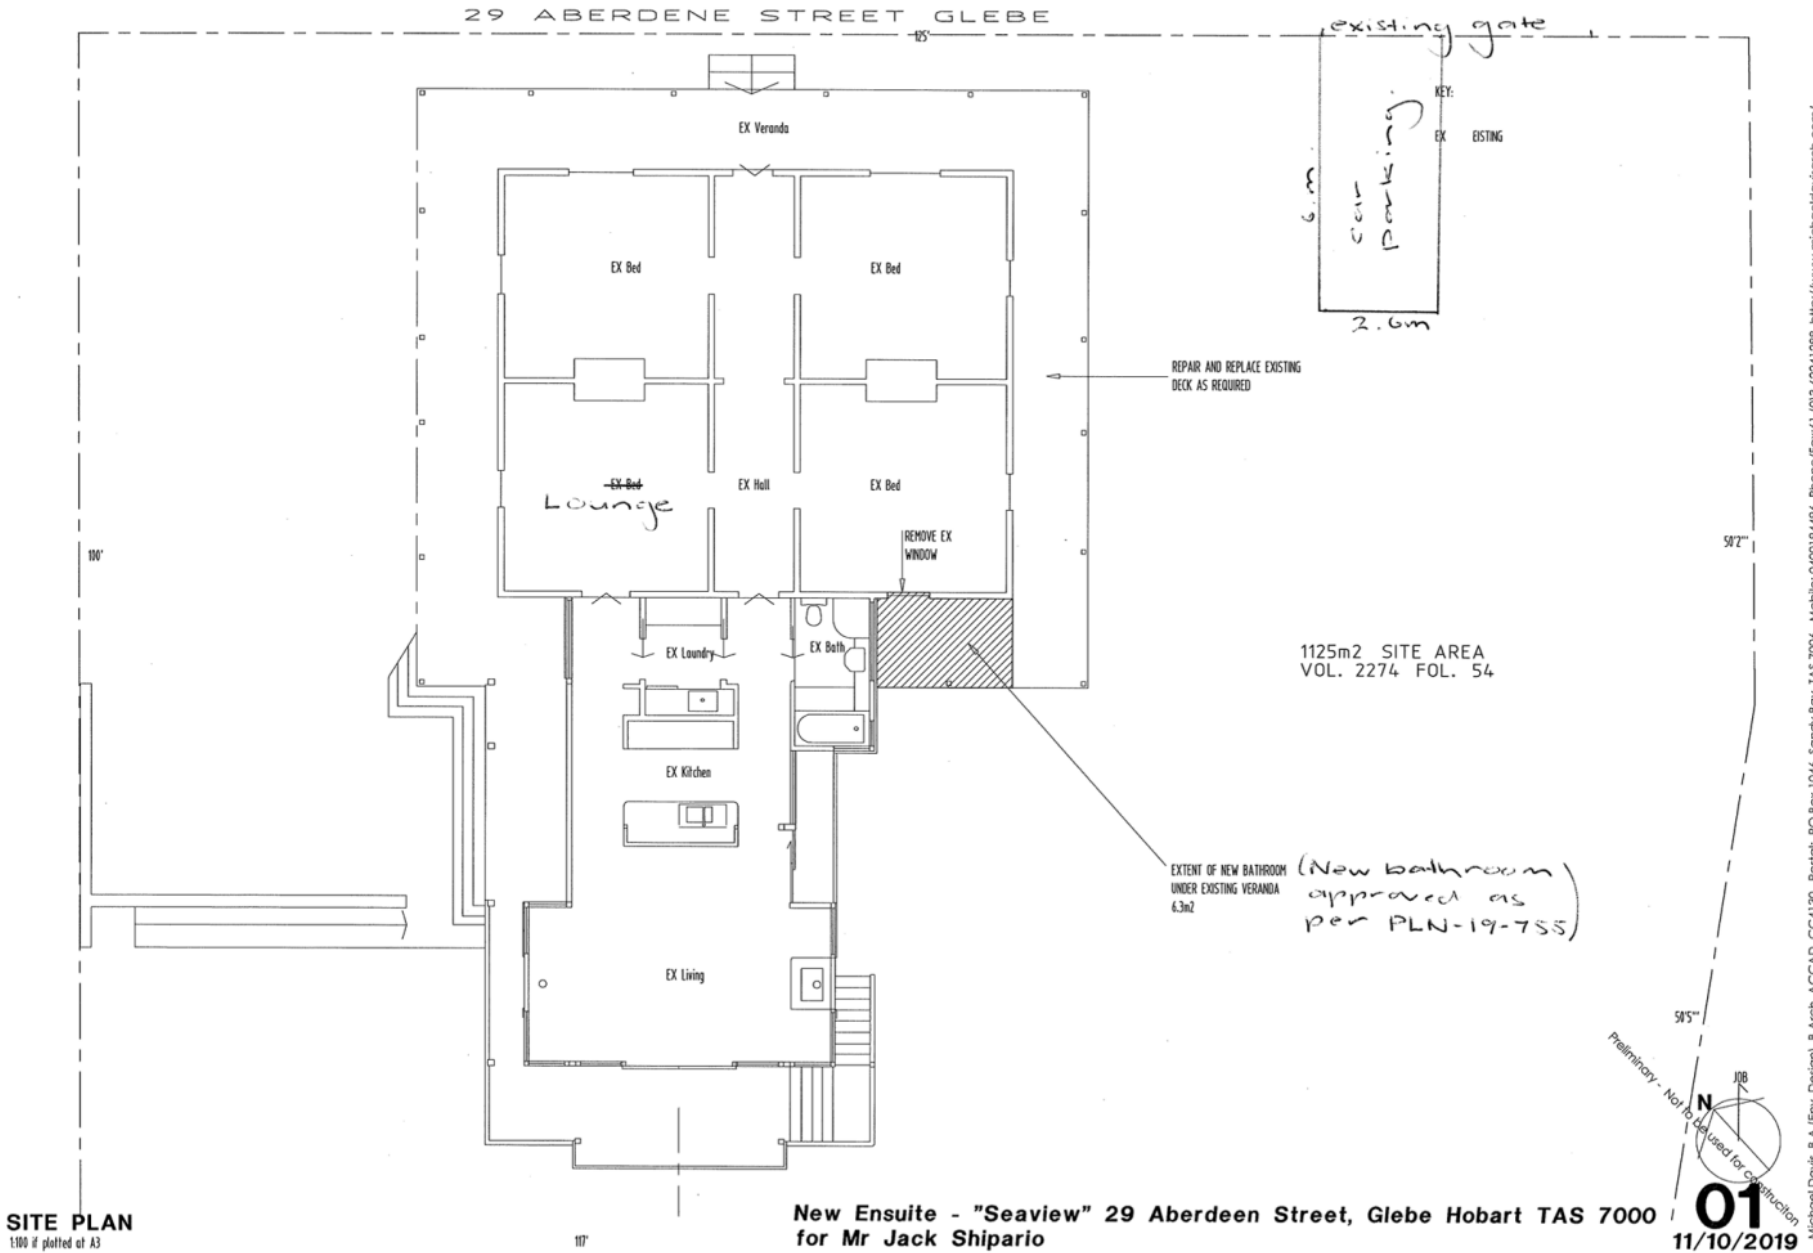 29 ABERDENE STREET GLEBE
125'
existing gate
KEY:
EX EISTING
car
parking.
6.m
2.6m
EX Veranda
EX Bed
EX Bed
REPAIR AND REPLACE EXISTING
DECK AS REQUIRED
EX Bed
Lounge
EX Hall
EX Bed
REMOVE EX
WINDOW
100'
50'2"'
EX Laundry
EX Bath
1125m2 SITE AREA
VOL. 2274 FOL. 54
EX Kitchen
EXTENT OF NEW BATHROOM
UNDER EXISTING VERANDA
6.3m2
(New bathroom
approved as
per PLN-19-755)
EX Living
50'5"'
Preliminary - Not to be used for construciton
JOB
N
SITE PLAN
1:100 if plotted at A3
117'
New Ensuite - "Seaview" 29 Aberdeen Street, Glebe Hobart TAS 7000
for Mr Jack Shipario
01
11/10/2019